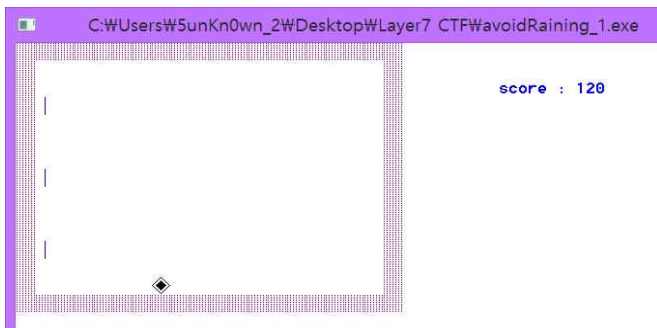 C:₩Users₩5unKn0wn_2₩Desktop₩Layer7 CTF₩avoidRaining_1.exe
score : 120